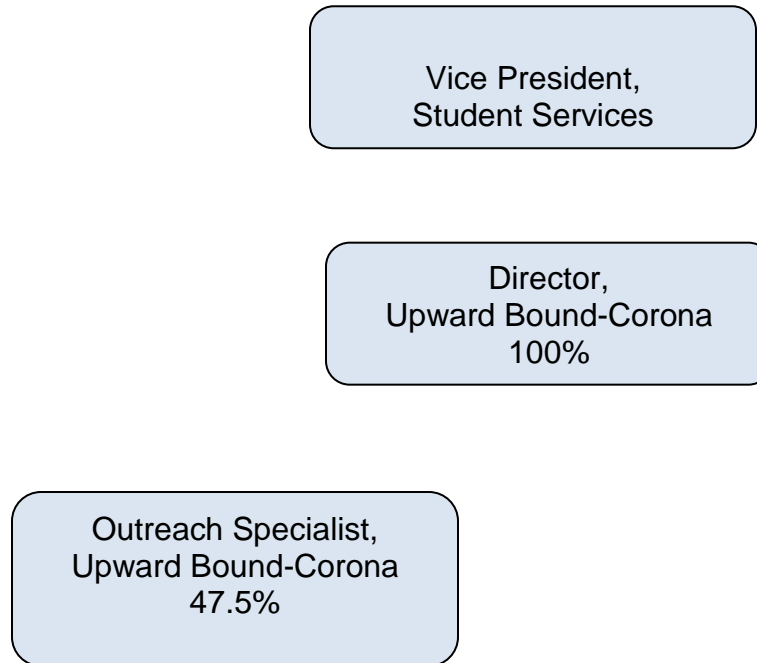 Vice President,
Student Services
Director,
Upward Bound-Corona
100%
Outreach Specialist,
Upward Bound-Corona
47.5%